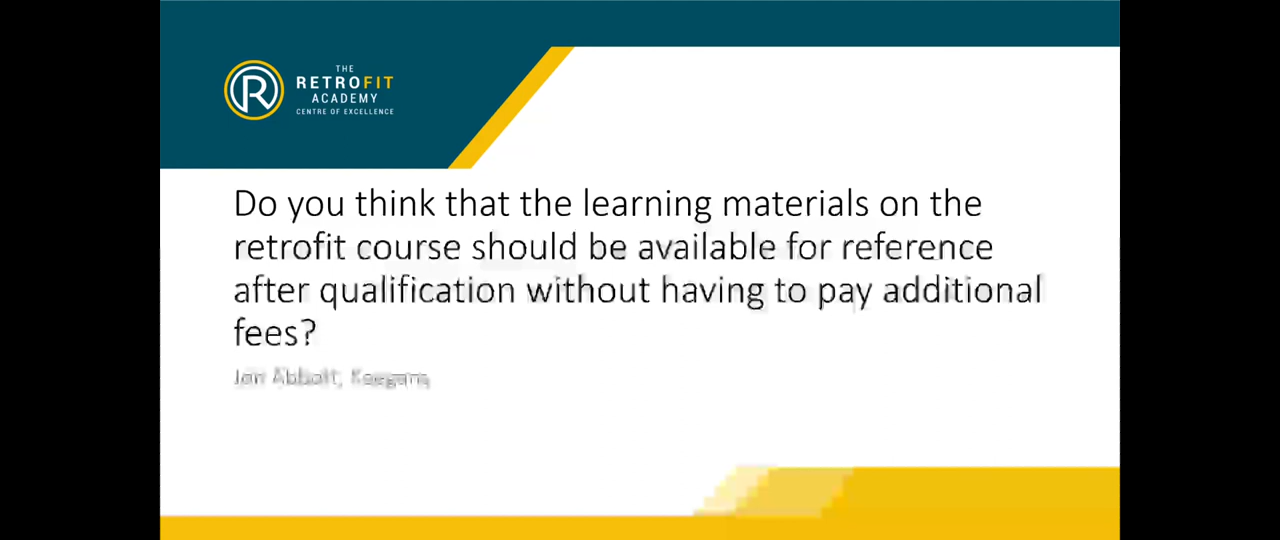 THE
RETROFIT
ACADEMY
CENTRE OF EXCELLENCE
Do you think that the learning materials on the
retrofit course should be available for reference
after qualification without having to pay additional
fees?
Jon Abbott,